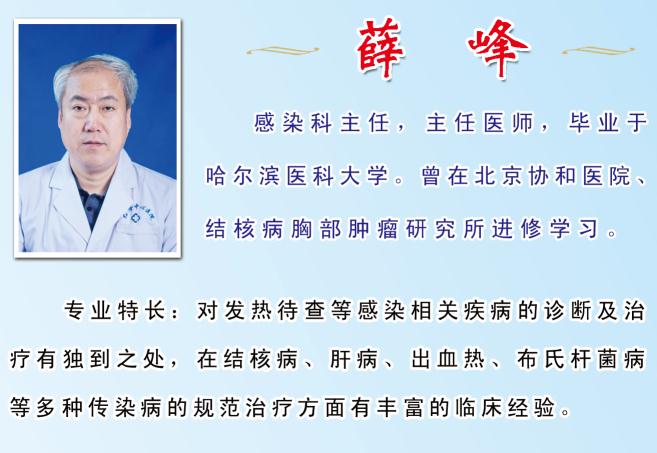 薛 峰
感染科主任，主任医师，毕业于
哈尔滨医科大学。曾在北京协和医院、
结核病胸部肿瘤研究所进修学习。
专业特长：对发热待查等感染相关疾病的诊断及治
疗有独到之处，在结核病、肝病、出血热、布氏杆菌病
等多种传染病的规范治疗方面有丰富的临床经验。